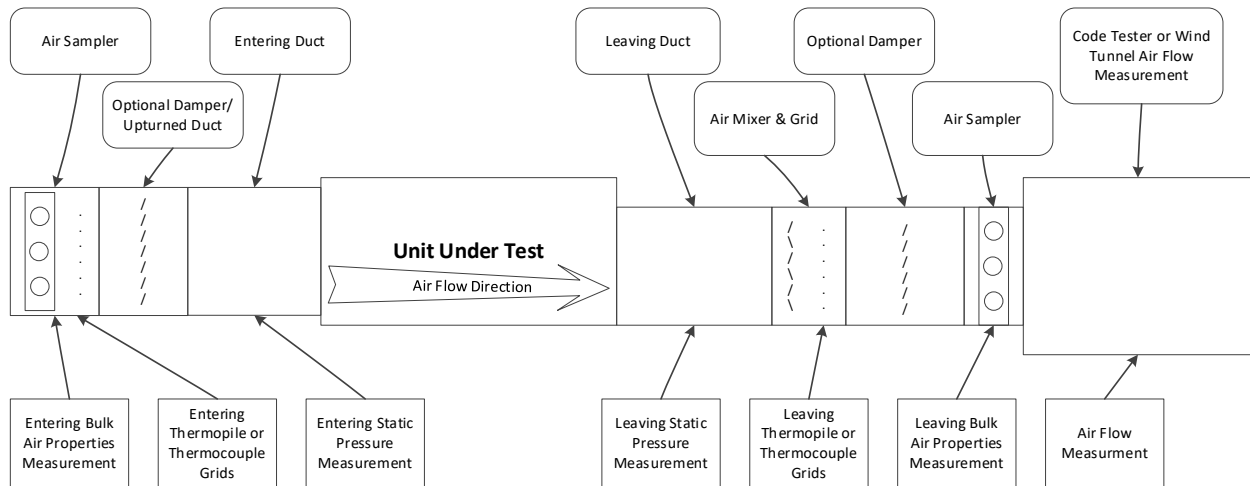 Air Sampler
Entering Duct
Leaving Duct
Optional Damper
Code Tester or Wind
Tunnel Air Flow
Measurement
Optional Damper/
Upturned Duct
Air Mixer & Grid
Air Sampler
Unit Under Test
Air Flow Direction
Entering Bulk
Air Properties
Measurement
Entering
Thermopile or
Thermocouple
Grids
Entering Static
Pressure
Measurement
Leaving Static
Pressure
Measurement
Leaving
Thermopile or
Thermocouple
Grids
Leaving Bulk
Air Properties
Measurement
Air Flow
Measurment